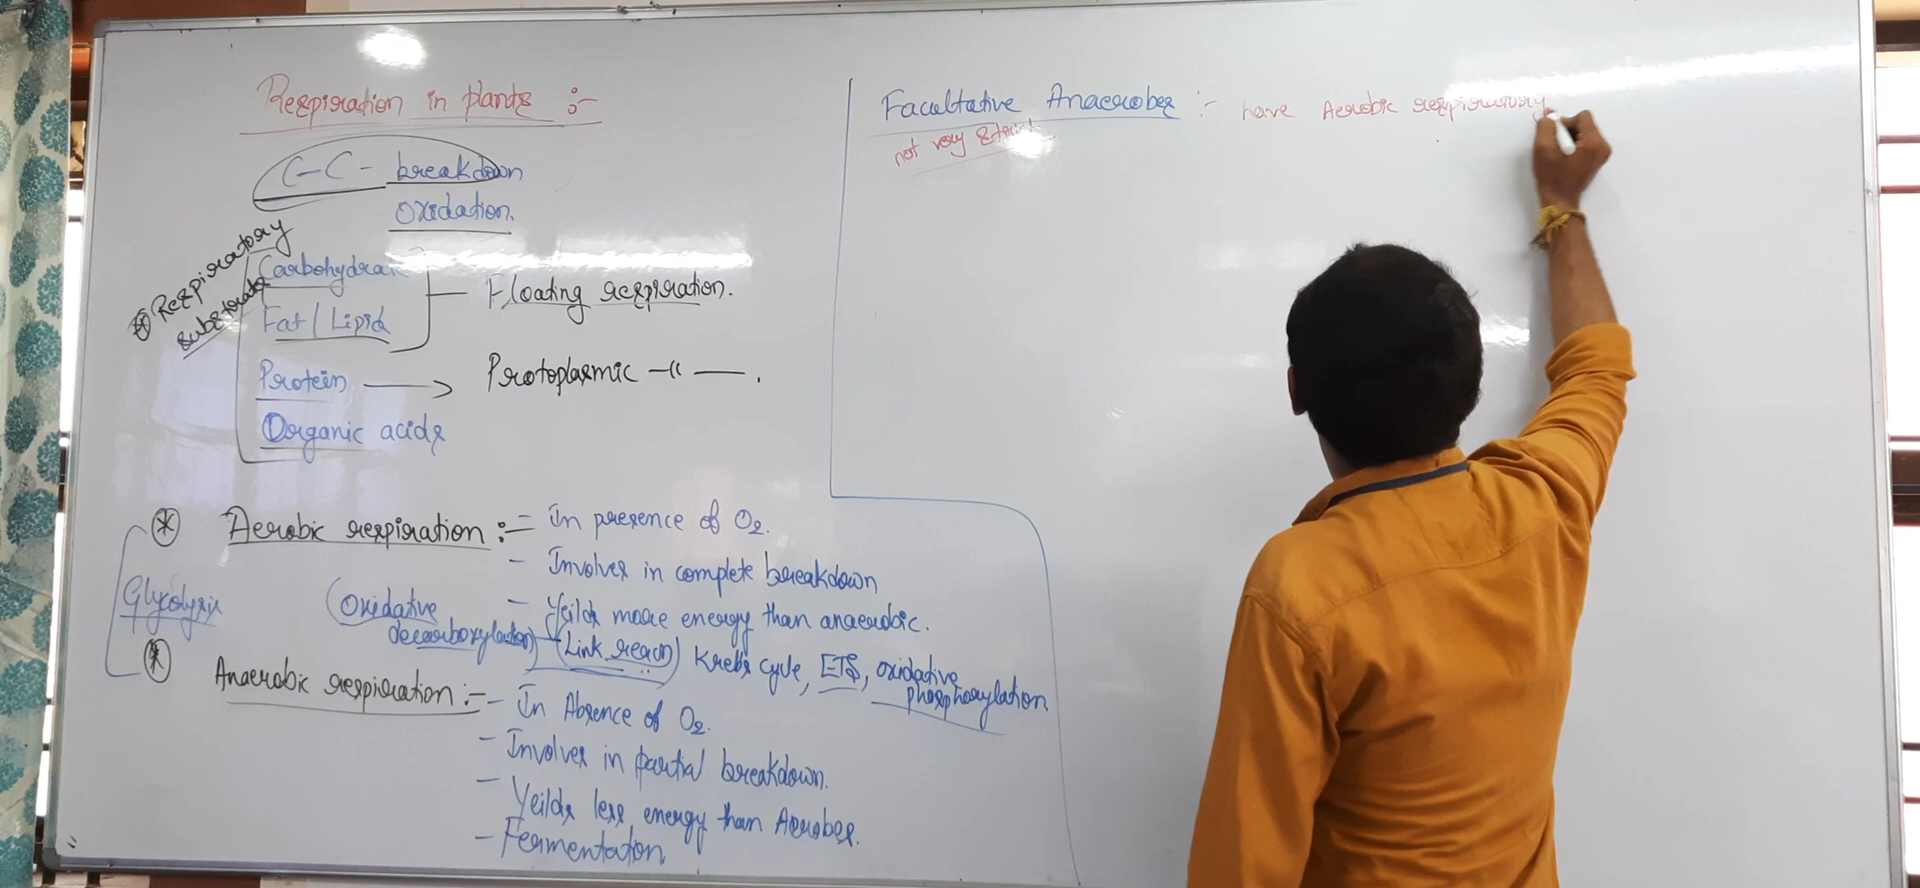 Respiration in plants :-
C-C- breakdown
oxidation.
* Respiratory
substrate
Carbohydrate
Fat / Lipid
Floating respiration.
Protein → Protoplasmic -"- .
Organic acids
* Aerobic respiration :-
- In presence of O2.
- Involves in complete breakdown
- Yeilds more energy than anaerobic.
(Oxidative
decarboxylation) (Link reacn) Krebs cycle, ETS, oxidative
phosphorylation.
Glycolysis
* Anaerobic respiration :-
- In Absence of O2.
- Involves in partial breakdown.
- Yeilds less energy than Aerobes.
- Fermentation
Facultative Anaerobes :- have Aerobic respiratory
not very strict